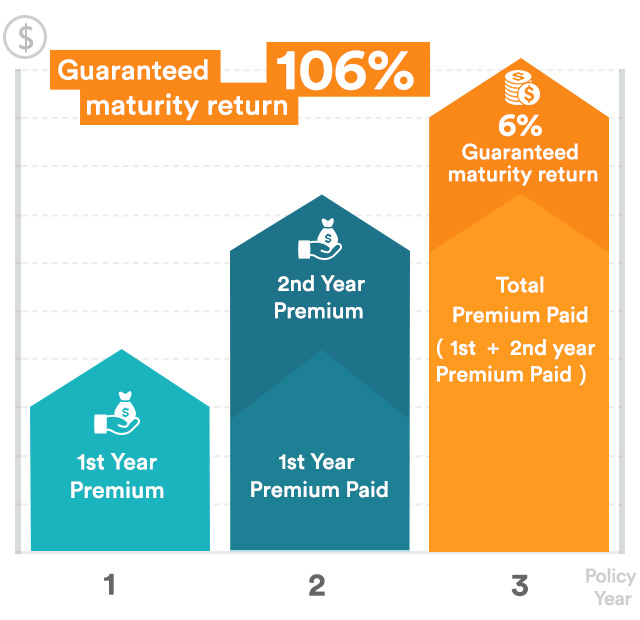 $
Guaranteed
maturity return
106%
$
1st Year
Premium
$
2nd Year
Premium
1st Year
Premium Paid
$
$
6%
Guaranteed
maturity return
Total
Premium Paid
( 1st + 2nd year
Premium Paid )
1
2
3
Policy
Year